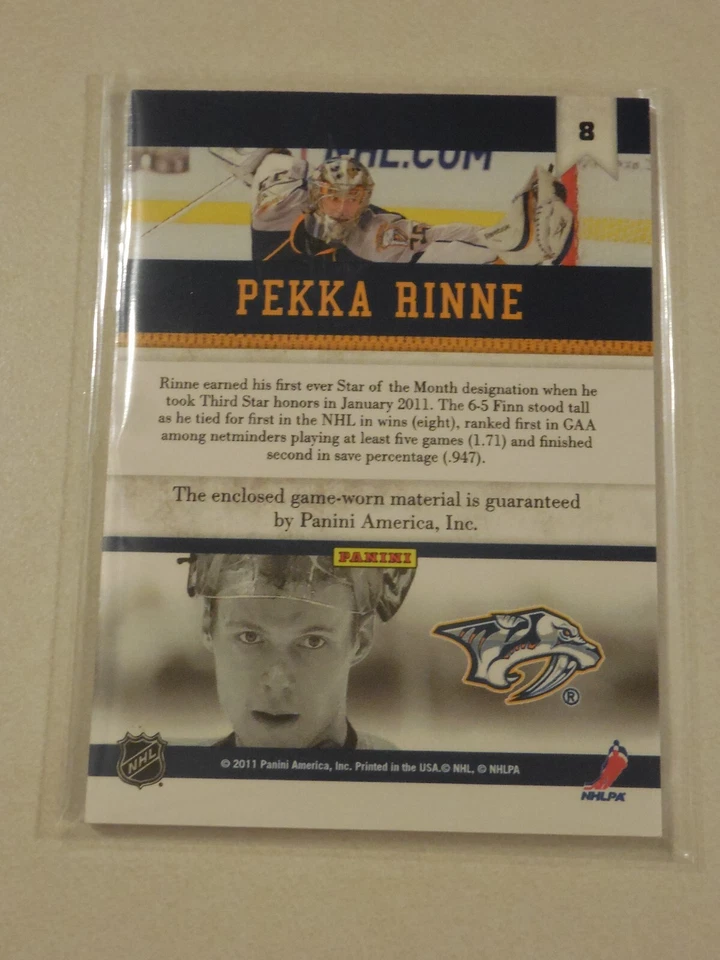 8
NHL.COM
35
PEKKA RINNE
Rinne earned his first ever Star of the Month designation when he
took Third Star honors in January 2011. The 6-5 Finn stood tall
as he tied for first in the NHL in wins (eight), ranked first in GAA
among netminders playing at least five games (1.71) and finished
second in save percentage (.947).
The enclosed game-worn material is guaranteed
by Panini America, Inc.
PANINI
®
NHL
© 2011 Panini America, Inc. Printed in the USA.© NHL, © NHLPA
NHLPA